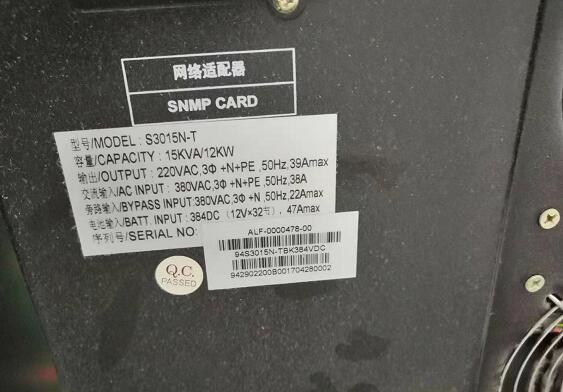 网络适配器
SNMP CARD
型号/MODEL : S3015N-T
容量/CAPACITY : 15KVA/12KW
输出/OUTPUT : 220VAC,3Φ +N+PE ,50Hz,39Amax
交流输入/AC INPUT : 380VAC,3Φ +N+PE ,50Hz,38A
旁路输入/BYPASS INPUT:380VAC,3Φ +N ,50Hz,22Amax
电池输入/BATT. INPUT : 384DC (12V×32节), 47Amax
序列号/SERIAL NO:
ALF-0000478-00
94S3015N-TBK384VDC
942902200B001704280002
Q.C.
PASSED